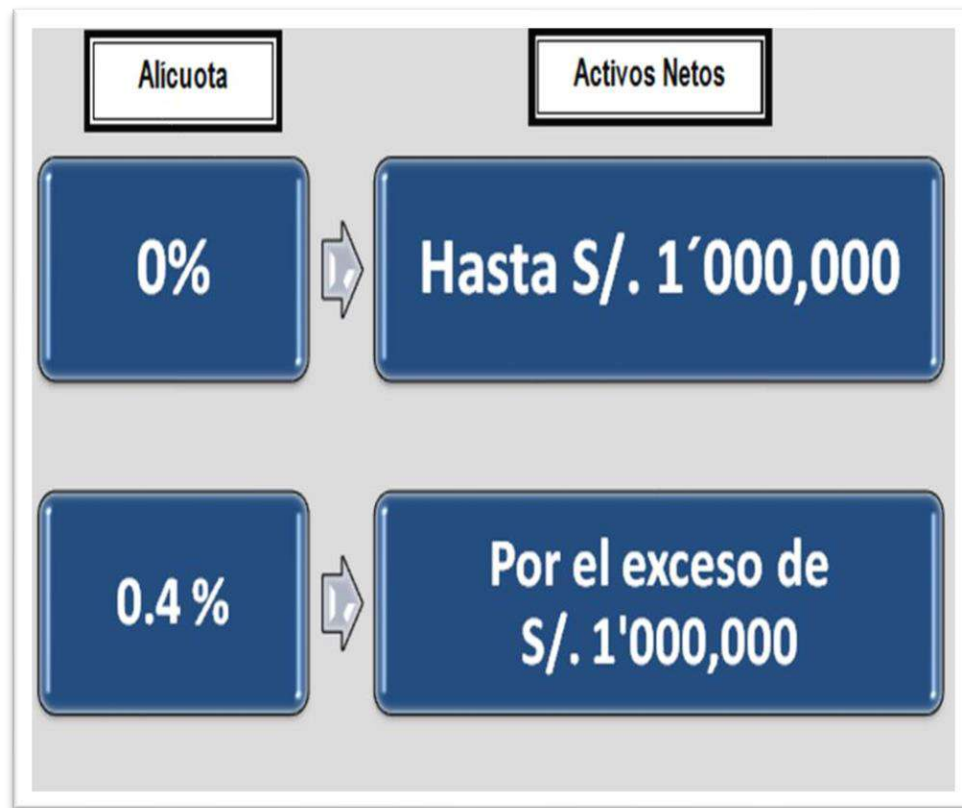 Alícuota
Activos Netos
0%
Hasta S/. 1´000,000
0.4 %
Por el exceso de
S/. 1'000,000